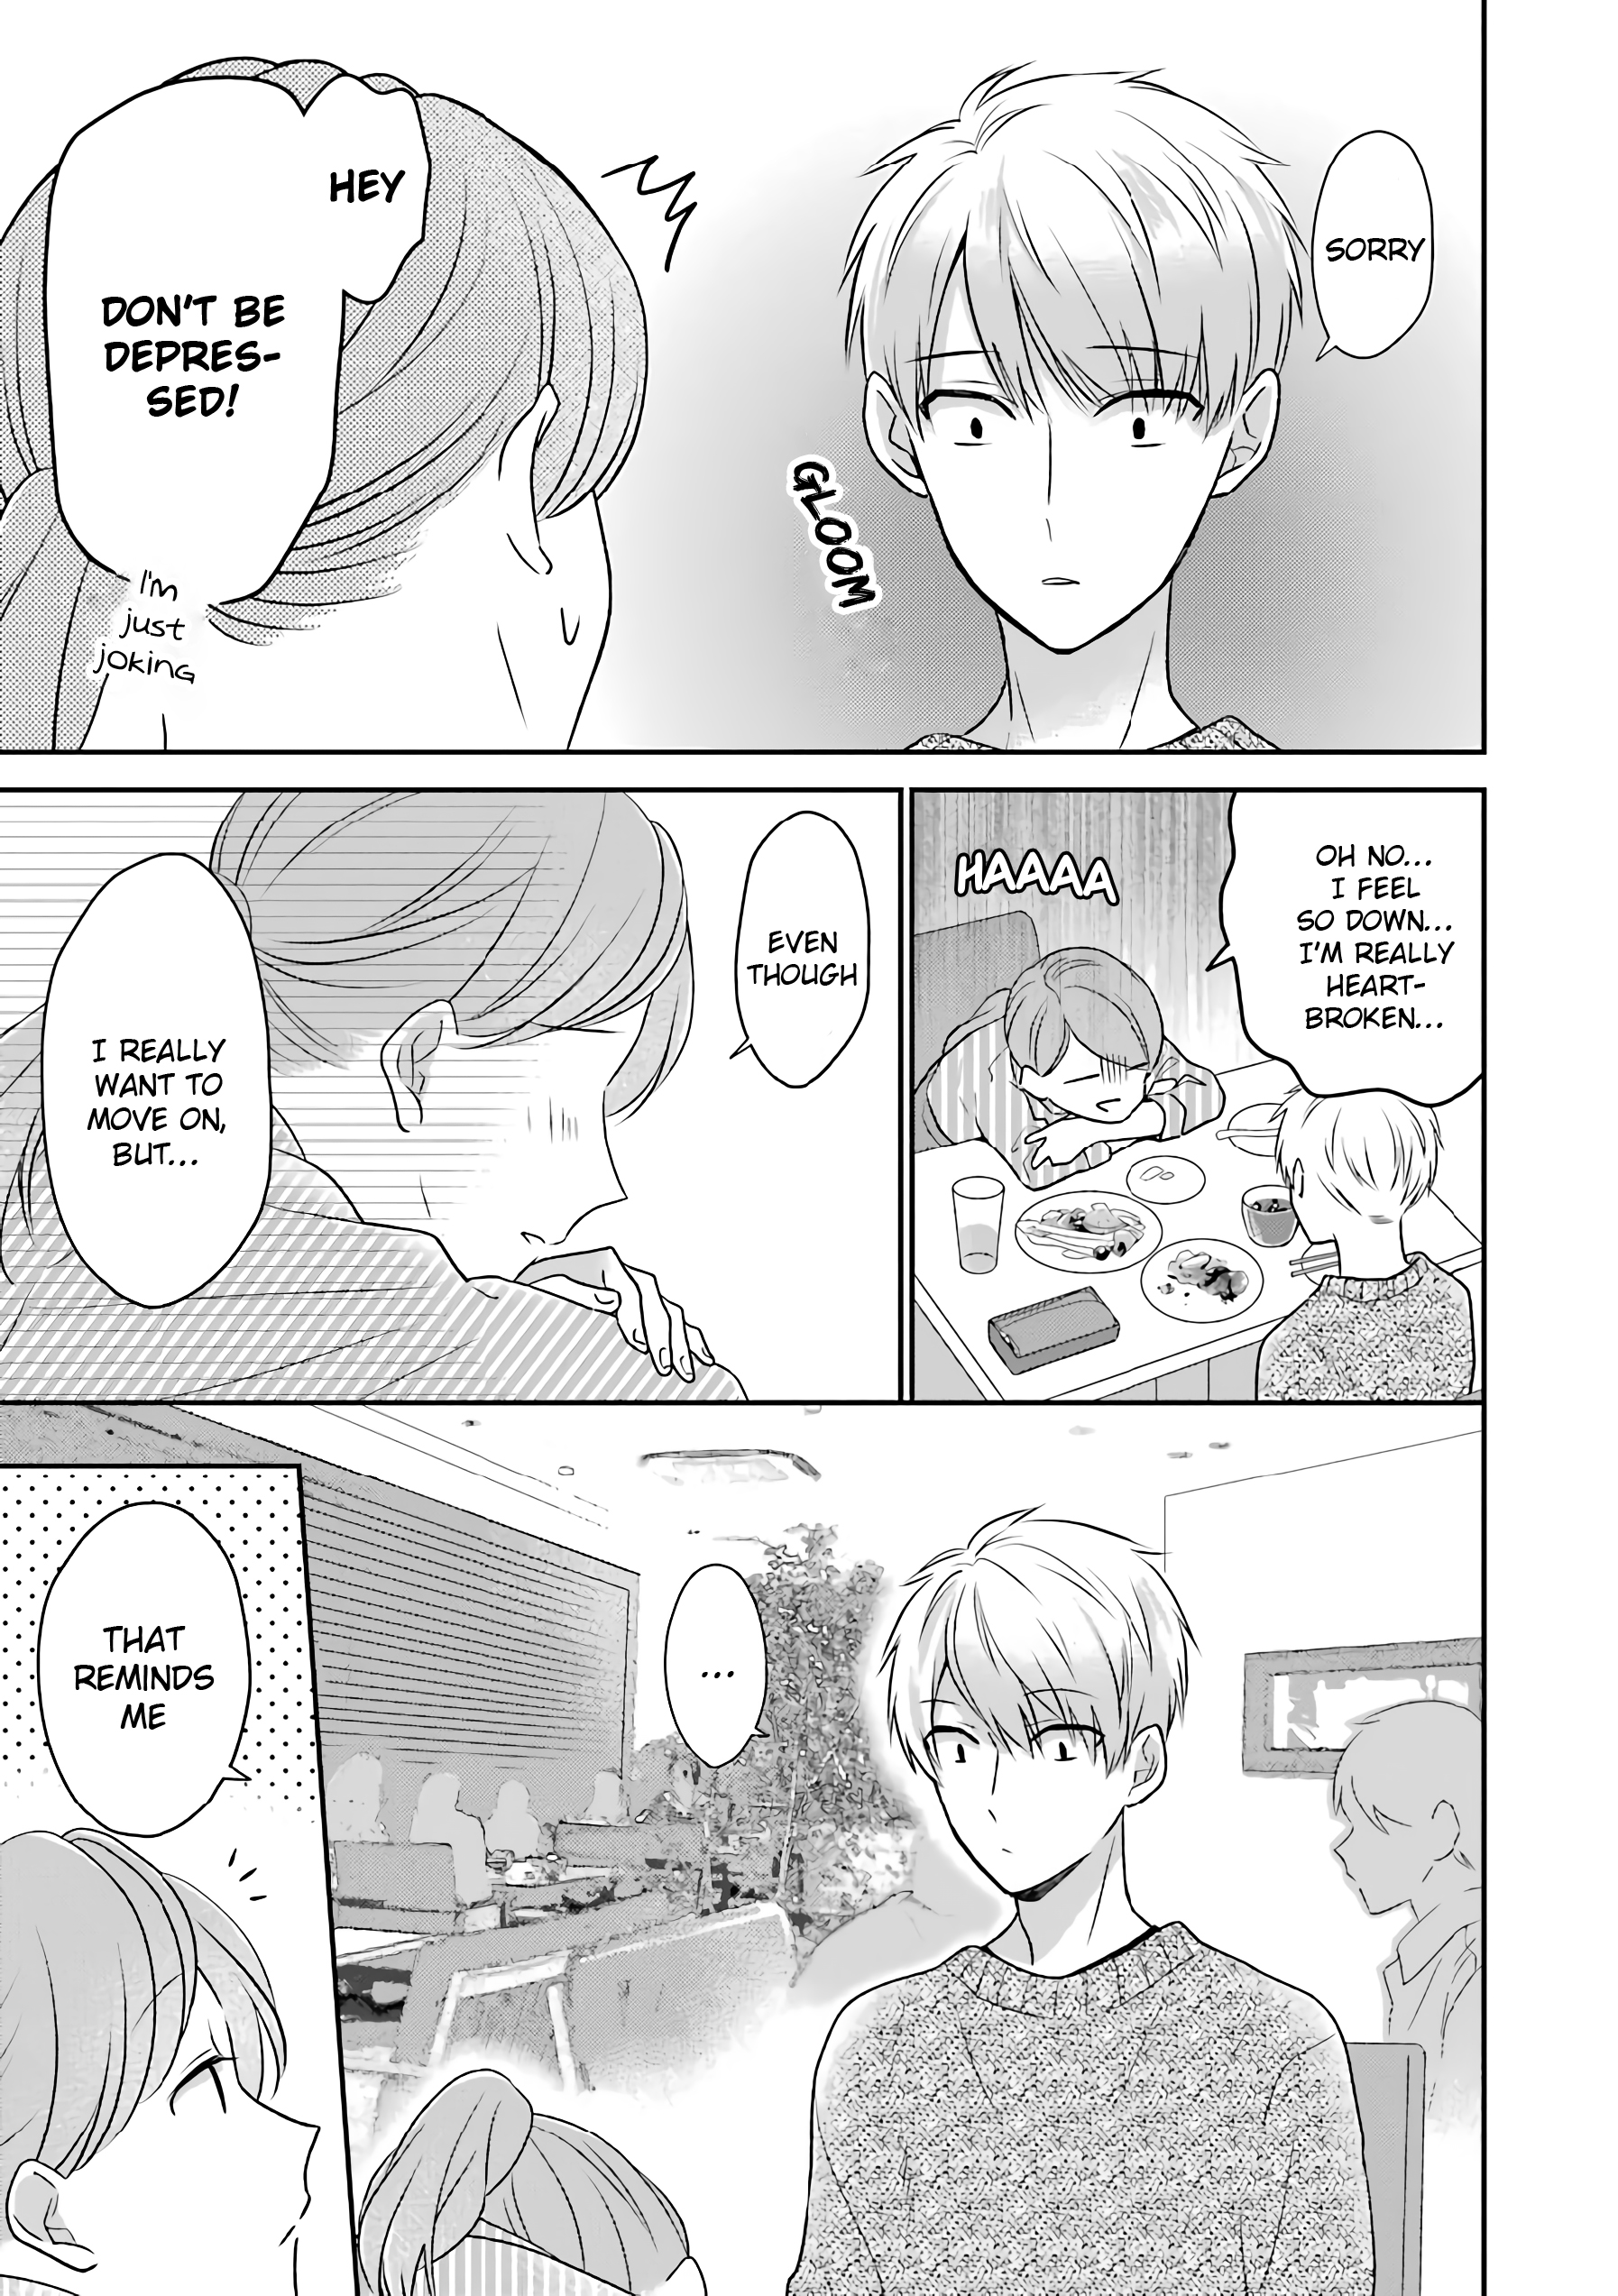 SORRY
GLOOM
HEY
DON'T BE
DEPRES-
SED!
I'm
just
joking
OH NO...
I FEEL
SO DOWN...
I'M REALLY
HEART-
BROKEN...
HAAAA
EVEN
THOUGH
I REALLY
WANT TO
MOVE ON,
BUT...
...
THAT
REMINDS
ME